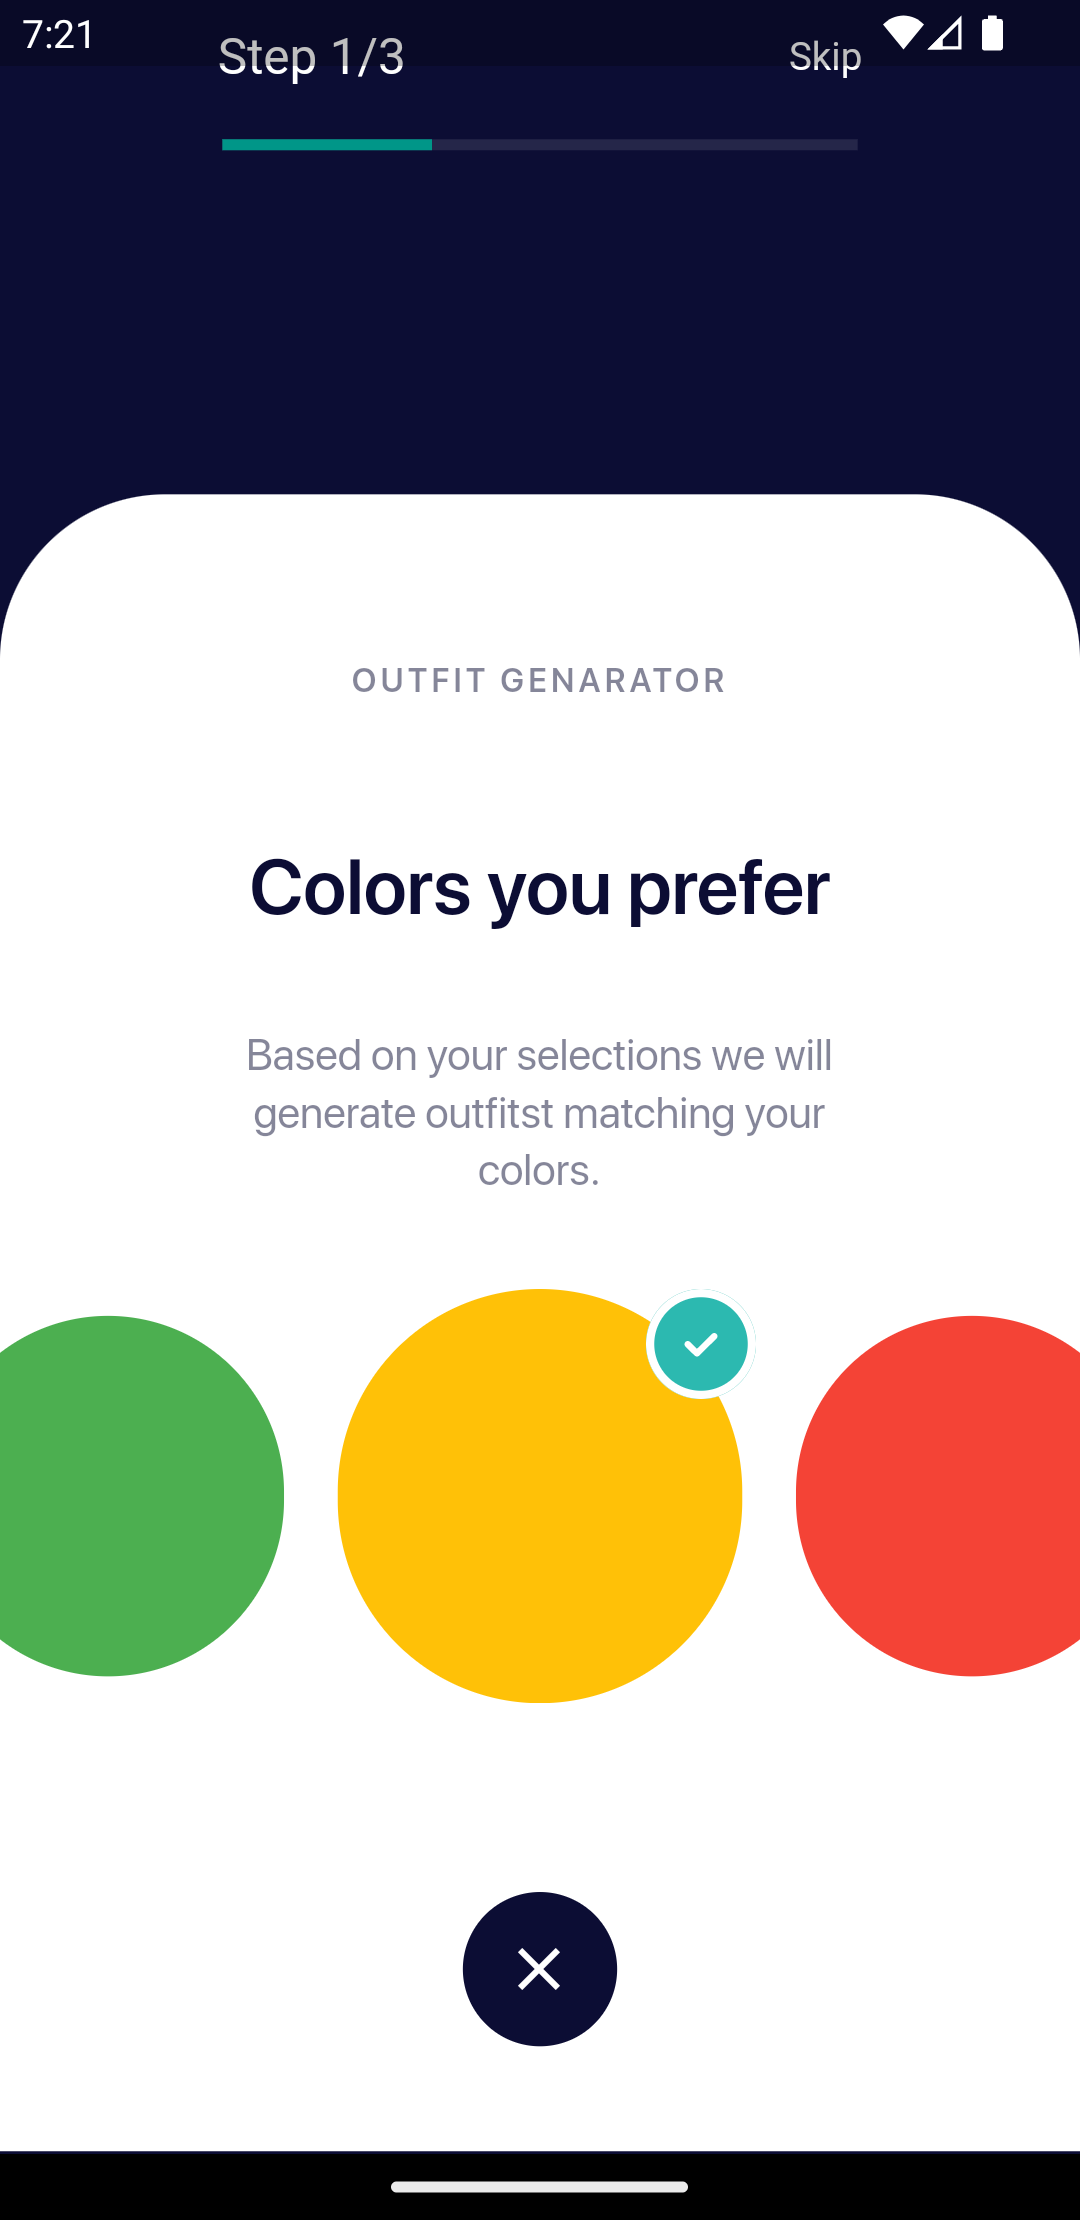 7:21
Step 1/3
Skip
OUTFIT GENARATOR
Colors you prefer
Based on your selections we will
generate outfitst matching your
colors.